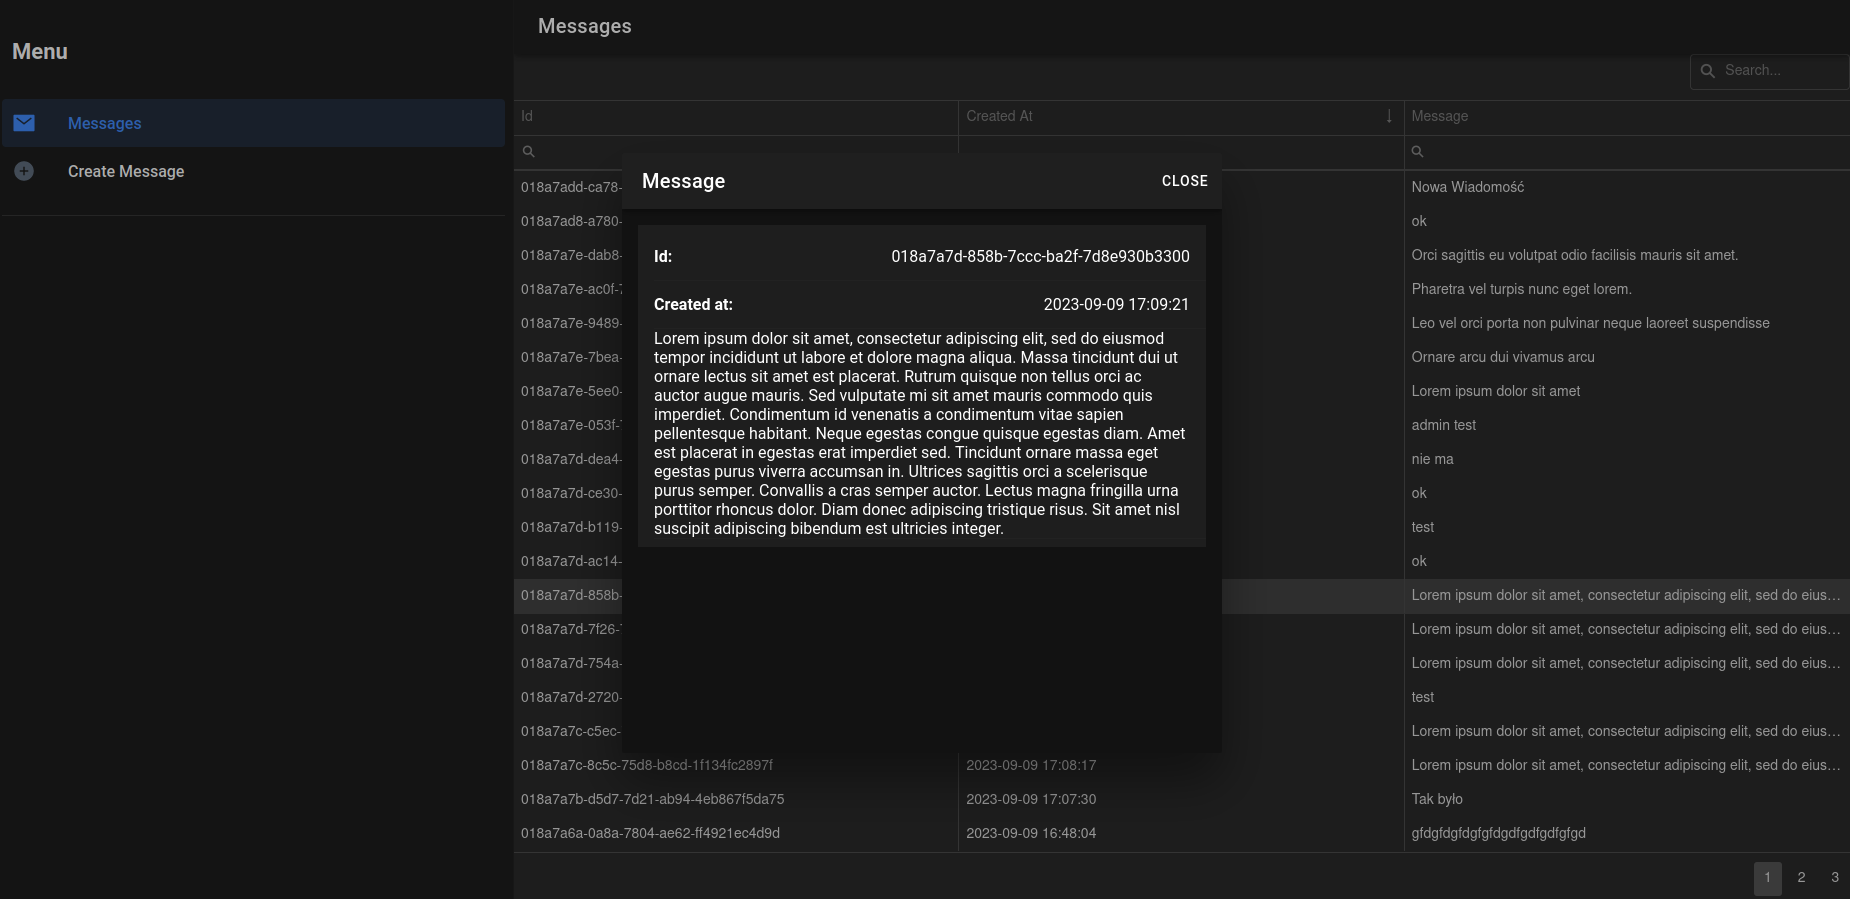 Menu
Messages
Create Message
Messages
Search...
Id
Created At
Message
Message
CLOSE
Id:
018a7a7d-858b-7ccc-ba2f-7d8e930b3300
Created at:
2023-09-09 17:09:21
Lorem ipsum dolor sit amet, consectetur adipiscing elit, sed do eiusmod
tempor incididunt ut labore et dolore magna aliqua. Massa tincidunt dui ut
ornare lectus sit amet est placerat. Rutrum quisque non tellus orci ac
auctor augue mauris. Sed vulputate mi sit amet mauris commodo quis
imperdiet. Condimentum id venenatis a condimentum vitae sapien
pellentesque habitant. Neque egestas congue quisque egestas diam. Amet
est placerat in egestas erat imperdiet sed. Tincidunt ornare massa eget
egestas purus viverra accumsan in. Ultrices sagittis orci a scelerisque
purus semper. Convallis a cras semper auctor. Lectus magna fringilla urna
porttitor rhoncus dolor. Diam donec adipiscing tristique risus. Sit amet nisl
suscipit adipiscing bibendum est ultricies integer.
018a7add-ca78- Nowa Wiadomość
018a7ad8-a780- ok
018a7a7e-dab8- Orci sagittis eu volutpat odio facilisis mauris sit amet.
018a7a7e-ac0f- Pharetra vel turpis nunc eget lorem.
018a7a7e-9489- Leo vel orci porta non pulvinar neque laoreet suspendisse
018a7a7e-7bea- Ornare arcu dui vivamus arcu
018a7a7e-5ee0- Lorem ipsum dolor sit amet
018a7a7e-053f- admin test
018a7a7d-dea4- nie ma
018a7a7d-ce30- ok
018a7a7d-b119- test
018a7a7d-ac14- ok
018a7a7d-858b- Lorem ipsum dolor sit amet, consectetur adipiscing elit, sed do eius...
018a7a7d-7f26- Lorem ipsum dolor sit amet, consectetur adipiscing elit, sed do eius...
018a7a7d-754a- Lorem ipsum dolor sit amet, consectetur adipiscing elit, sed do eius...
018a7a7d-2720- test
018a7a7c-c5ec- Lorem ipsum dolor sit amet, consectetur adipiscing elit, sed do eius...
018a7a7c-8c5c-75d8-b8cd-1f134fc2897f 2023-09-09 17:08:17 Lorem ipsum dolor sit amet, consectetur adipiscing elit, sed do eius...
018a7a7b-d5d7-7d21-ab94-4eb867f5da75 2023-09-09 17:07:30 Tak było
018a7a6a-0a8a-7804-ae62-ff4921ec4d9d 2023-09-09 16:48:04 gfdgfdgfdgfgfdgdfgdfgdfgfgd
1 2 3